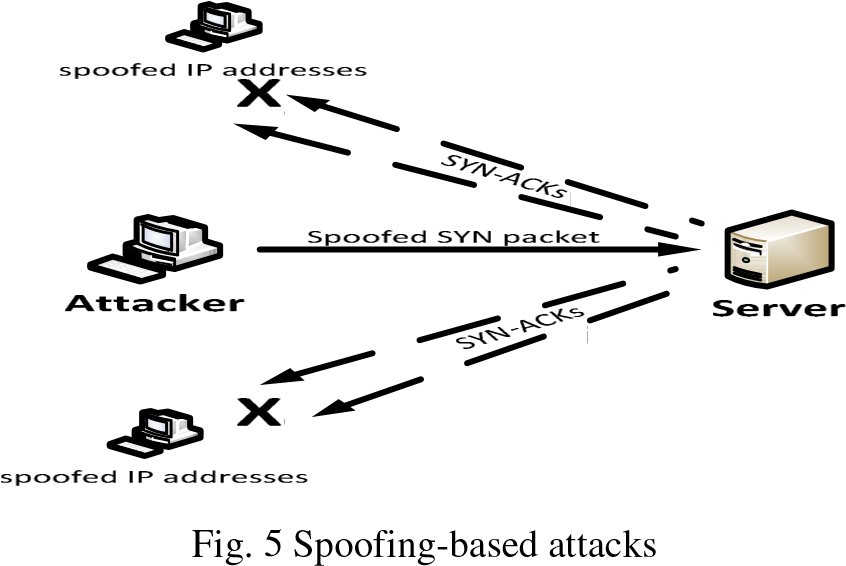 spoofed IP addresses
X
SYN-ACKs
Spoofed SYN packet
Attacker
Server
SYN-ACKs
X
spoofed IP addresses
Fig. 5 Spoofing-based attacks